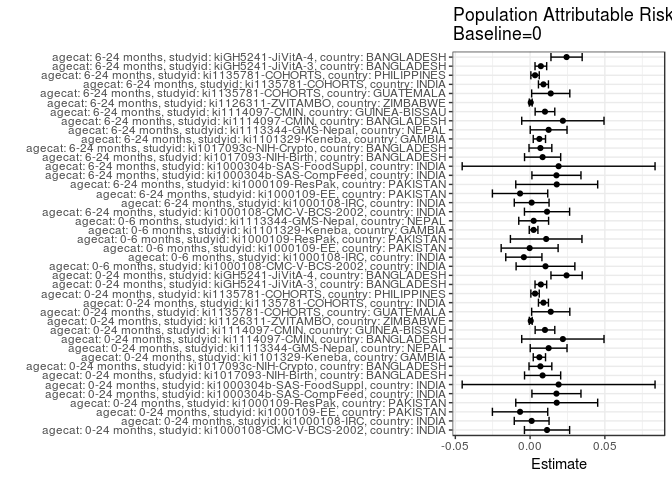 Population Attributable Risk
Baseline=0
agecat: 6-24 months, studyid: kiGH5241-JiVitA-4, country: BANGLADESH
agecat: 6-24 months, studyid: kiGH5241-JiVitA-3, country: BANGLADESH
agecat: 6-24 months, studyid: ki1135781-COHORTS, country: PHILIPPINES
agecat: 6-24 months, studyid: ki1135781-COHORTS, country: INDIA
agecat: 6-24 months, studyid: ki1135781-COHORTS, country: GUATEMALA
agecat: 6-24 months, studyid: ki1126311-ZVITAMBO, country: ZIMBABWE
agecat: 6-24 months, studyid: ki1114097-CMIN, country: GUINEA-BISSAU
agecat: 6-24 months, studyid: ki1114097-CMIN, country: BANGLADESH
agecat: 6-24 months, studyid: ki1113344-GMS-Nepal, country: NEPAL
agecat: 6-24 months, studyid: ki1101329-Keneba, country: GAMBIA
agecat: 6-24 months, studyid: ki1017093c-NIH-Crypto, country: BANGLADESH
agecat: 6-24 months, studyid: ki1017093-NIH-Birth, country: BANGLADESH
agecat: 6-24 months, studyid: ki1000304b-SAS-FoodSuppl, country: INDIA
agecat: 6-24 months, studyid: ki1000304b-SAS-CompFeed, country: INDIA
agecat: 6-24 months, studyid: ki1000109-ResPak, country: PAKISTAN
agecat: 6-24 months, studyid: ki1000109-EE, country: PAKISTAN
agecat: 6-24 months, studyid: ki1000108-IRC, country: INDIA
agecat: 6-24 months, studyid: ki1000108-CMC-V-BCS-2002, country: INDIA
agecat: 0-6 months, studyid: ki1113344-GMS-Nepal, country: NEPAL
agecat: 0-6 months, studyid: ki1101329-Keneba, country: GAMBIA
agecat: 0-6 months, studyid: ki1000109-ResPak, country: PAKISTAN
agecat: 0-6 months, studyid: ki1000109-EE, country: PAKISTAN
agecat: 0-6 months, studyid: ki1000108-IRC, country: INDIA
agecat: 0-6 months, studyid: ki1000108-CMC-V-BCS-2002, country: INDIA
agecat: 0-24 months, studyid: kiGH5241-JiVitA-4, country: BANGLADESH
agecat: 0-24 months, studyid: kiGH5241-JiVitA-3, country: BANGLADESH
agecat: 0-24 months, studyid: ki1135781-COHORTS, country: PHILIPPINES
agecat: 0-24 months, studyid: ki1135781-COHORTS, country: INDIA
agecat: 0-24 months, studyid: ki1135781-COHORTS, country: GUATEMALA
agecat: 0-24 months, studyid: ki1126311-ZVITAMBO, country: ZIMBABWE
agecat: 0-24 months, studyid: ki1114097-CMIN, country: GUINEA-BISSAU
agecat: 0-24 months, studyid: ki1114097-CMIN, country: BANGLADESH
agecat: 0-24 months, studyid: ki1113344-GMS-Nepal, country: NEPAL
agecat: 0-24 months, studyid: ki1101329-Keneba, country: GAMBIA
agecat: 0-24 months, studyid: ki1017093c-NIH-Crypto, country: BANGLADESH
agecat: 0-24 months, studyid: ki1017093-NIH-Birth, country: BANGLADESH
agecat: 0-24 months, studyid: ki1000304b-SAS-FoodSuppl, country: INDIA
agecat: 0-24 months, studyid: ki1000304b-SAS-CompFeed, country: INDIA
agecat: 0-24 months, studyid: ki1000109-ResPak, country: PAKISTAN
agecat: 0-24 months, studyid: ki1000109-EE, country: PAKISTAN
agecat: 0-24 months, studyid: ki1000108-IRC, country: INDIA
agecat: 0-24 months, studyid: ki1000108-CMC-V-BCS-2002, country: INDIA
-0.05 0.00 0.05
Estimate